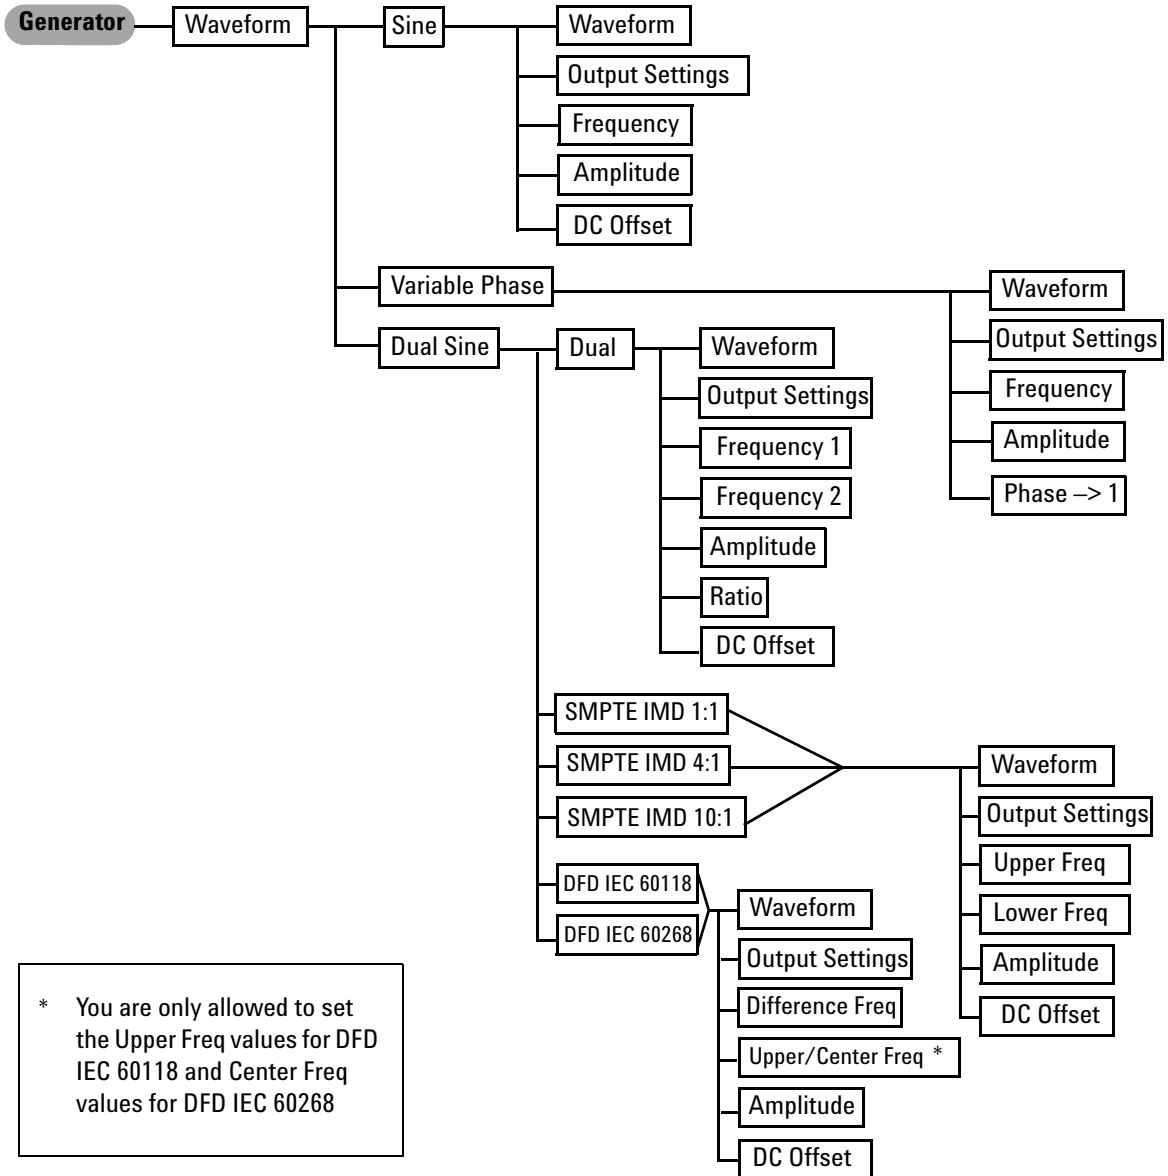 Generator
Waveform
Sine
Waveform
Output Settings
Frequency
Amplitude
DC Offset
Variable Phase
Waveform
Output Settings
Frequency
Amplitude
Phase –> 1
Dual Sine
Dual
Waveform
Output Settings
Frequency 1
Frequency 2
Amplitude
Ratio
DC Offset
SMPTE IMD 1:1
SMPTE IMD 4:1
SMPTE IMD 10:1
Waveform
Output Settings
Upper Freq
Lower Freq
Amplitude
DC Offset
DFD IEC 60118
DFD IEC 60268
Waveform
Output Settings
Difference Freq
Upper/Center Freq *
Amplitude
DC Offset
* You are only allowed to set
the Upper Freq values for DFD
IEC 60118 and Center Freq
values for DFD IEC 60268